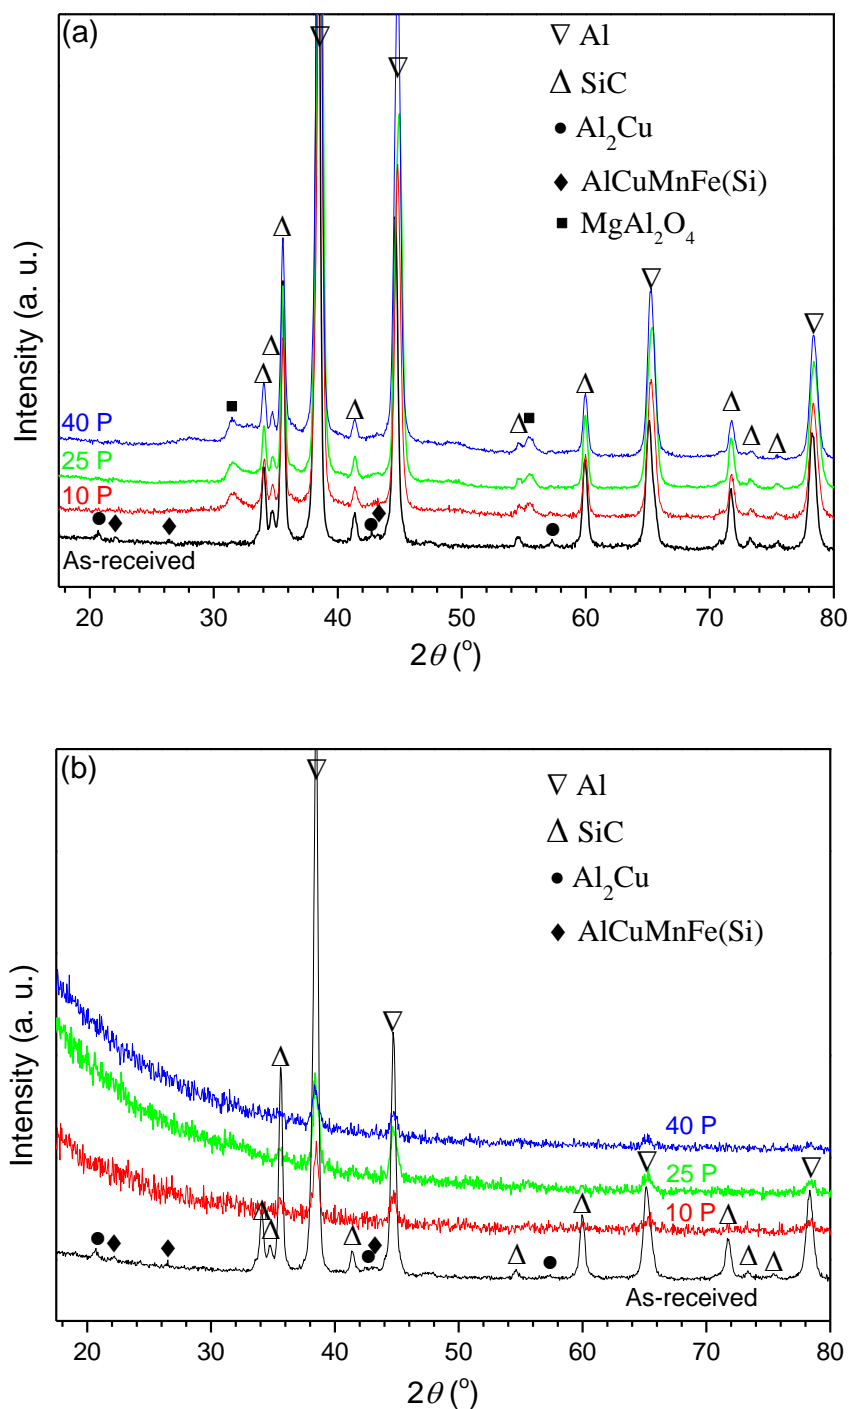 (a)
▽ Al
△ SiC
● Al₂Cu
◆ AlCuMnFe(Si)
■ MgAl₂O₄
Intensity (a. u.)
40 P
25 P
10 P
As-received
20 30 40 50 60 70 80
2θ (°)
(b)
▽ Al
△ SiC
● Al₂Cu
◆ AlCuMnFe(Si)
Intensity (a. u.)
40 P
25 P
10 P
As-received
20 30 40 50 60 70 80
2θ (°)